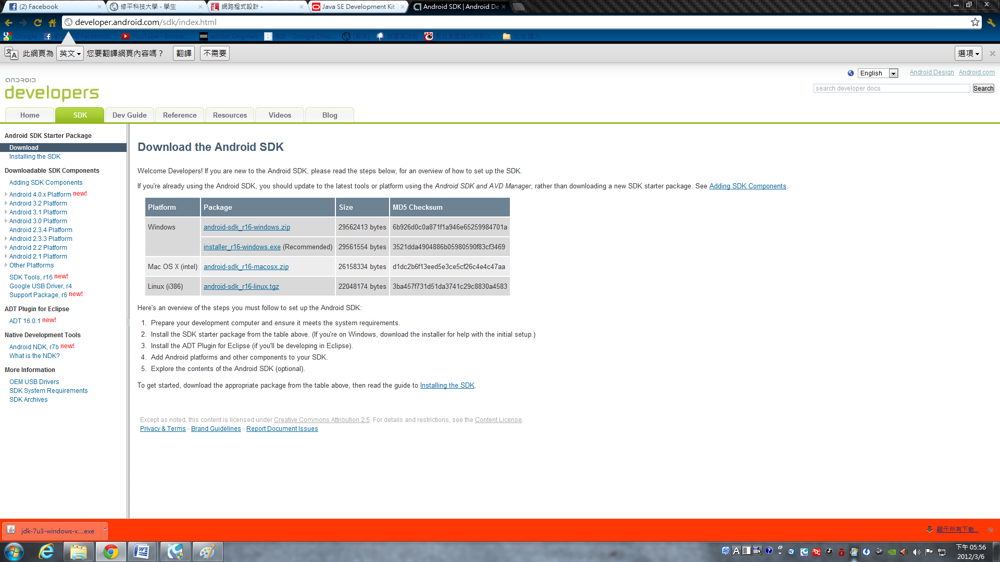 (2) Facebook
修平科技大學 - 學生
網路程式設計 -
Java SE Development Kit 7
Android SDK | Android De
developer.android.com/sdk/index.html
Google
YouTube - Broadc
adidas Originals
此網頁為 英文 您要翻譯網頁內容嗎？ 翻譯 不需要 選項
English Android Design Android.com
android
developers
search developer docs Search
Home SDK Dev Guide Reference Resources Videos Blog
Android SDK Starter Package
Download
Installing the SDK
Downloadable SDK Components
Adding SDK Components
Android 4.0.x Platform new!
Android 3.2 Platform
Android 3.1 Platform
Android 3.0 Platform
Android 2.3.4 Platform
Android 2.3.3 Platform
Android 2.2 Platform
Android 2.1 Platform
Other Platforms
SDK Tools, r16 new!
Google USB Driver, r4
Support Package, r6 new!
ADT Plugin for Eclipse
ADT 16.0.1 new!
Native Development Tools
Android NDK, r7b new!
What is the NDK?
More Information
OEM USB Drivers
SDK System Requirements
SDK Archives
Download the Android SDK
Welcome Developers! If you are new to the Android SDK, please read the steps below, for an overview of how to set up the SDK.
If you're already using the Android SDK, you should update to the latest tools or platform using the Android SDK and AVD Manager, rather than downloading a new SDK starter package. See Adding SDK Components.
Platform Package Size MD5 Checksum
Windows android-sdk_r16-windows.zip 29562413 bytes 6b926d0c0a871f1a946e65259984701a
installer_r16-windows.exe (Recommended) 29561554 bytes 3521dda4904886b05980590f83cf3469
Mac OS X (intel) android-sdk_r16-macosx.zip 26158334 bytes d1dc2b6f13eed5e3ce5cf26c4e4c47aa
Linux (i386) android-sdk_r16-linux.tgz 22048174 bytes 3ba457f731d51da3741c29c8830a4583
Here's an overview of the steps you must follow to set up the Android SDK:
1. Prepare your development computer and ensure it meets the system requirements.
2. Install the SDK starter package from the table above. (If you're on Windows, download the installer for help with the initial setup.)
3. Install the ADT Plugin for Eclipse (if you'll be developing in Eclipse).
4. Add Android platforms and other components to your SDK.
5. Explore the contents of the Android SDK (optional).
To get started, download the appropriate package from the table above, then read the guide to Installing the SDK.
Except as noted, this content is licensed under Creative Commons Attribution 2.5. For details and restrictions, see the Content License.
Privacy & Terms - Brand Guidelines - Report Document Issues
jdk-7u3-windows-x....exe
顯示所有下載...
下午 05:56
2012/3/6